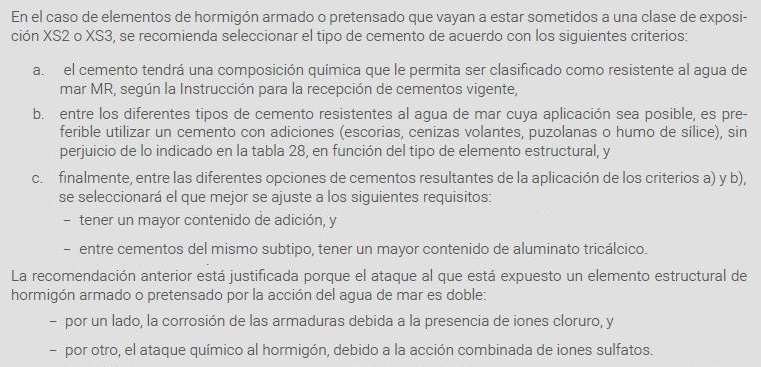 En el caso de elementos de hormigón armado o pretensado que vayan a estar sometidos a una clase de exposi-
ción XS2 o XS3, se recomienda seleccionar el tipo de cemento de acuerdo con los siguientes criterios:
a. el cemento tendrá una composición química que le permita ser clasificado como resistente al agua de
mar MR, según la Instrucción para la recepción de cementos vigente,
b. entre los diferentes tipos de cemento resistentes al agua de mar cuya aplicación sea posible, es pre-
ferible utilizar un cemento con adiciones (escorias, cenizas volantes, puzolanas o humo de sílice), sin
perjuicio de lo indicado en la tabla 28, en función del tipo de elemento estructural, y
c. finalmente, entre las diferentes opciones de cementos resultantes de la aplicación de los criterios a) y b),
se seleccionará el que mejor se ajuste a los siguientes requisitos:
– tener un mayor contenido de adición, y
– entre cementos del mismo subtipo, tener un mayor contenido de aluminato tricálcico.
La recomendación anterior está justificada porque el ataque al que está expuesto un elemento estructural de
hormigón armado o pretensado por la acción del agua de mar es doble:
– por un lado, la corrosión de las armaduras debida a la presencia de iones cloruro, y
– por otro, el ataque químico al hormigón, debido a la acción combinada de iones sulfatos.